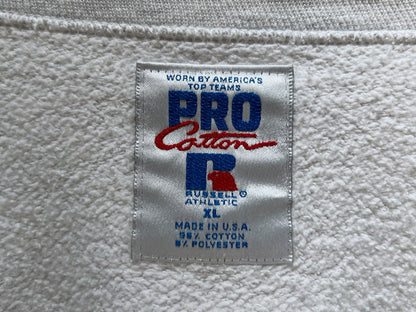 WORN BY AMERICA'S
TOP TEAMS
PRO
Cotton
R
RUSSELL®
ATHLETIC
XL
MADE IN U.S.A.
95% COTTON
5% POLYESTER